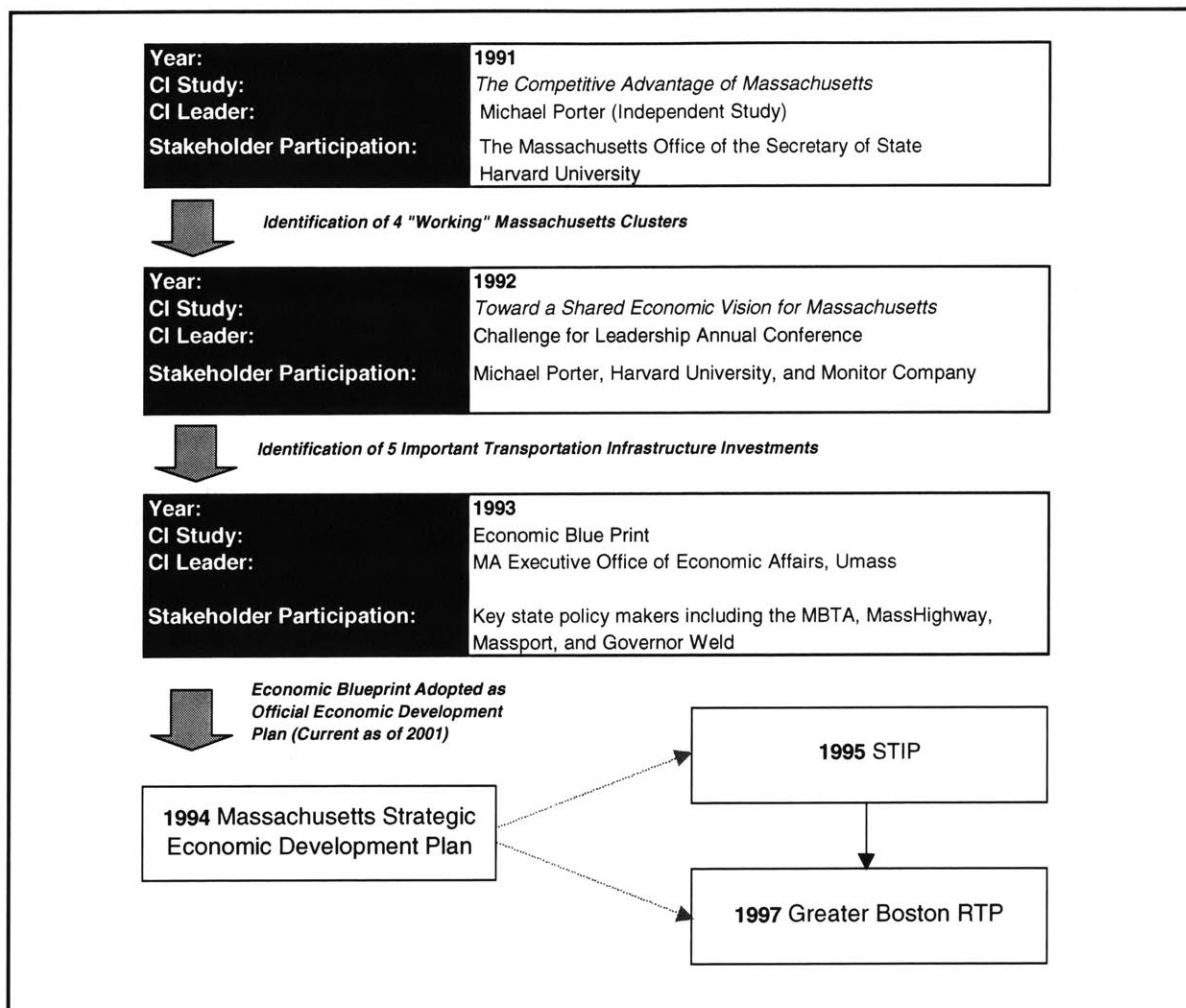 Year: 1991
CI Study: The Competitive Advantage of Massachusetts
CI Leader: Michael Porter (Independent Study)
Stakeholder Participation: The Massachusetts Office of the Secretary of State
Harvard University
Identification of 4 "Working" Massachusetts Clusters
Year: 1992
CI Study: Toward a Shared Economic Vision for Massachusetts
CI Leader: Challenge for Leadership Annual Conference
Stakeholder Participation: Michael Porter, Harvard University, and Monitor Company
Identification of 5 Important Transportation Infrastructure Investments
Year: 1993
CI Study: Economic Blue Print
CI Leader: MA Executive Office of Economic Affairs, Umass
Stakeholder Participation: Key state policy makers including the MBTA, MassHighway,
Massport, and Governor Weld
Economic Blueprint Adopted as
Official Economic Development
Plan (Current as of 2001)
1995 STIP
1994 Massachusetts Strategic
Economic Development Plan
1997 Greater Boston RTP